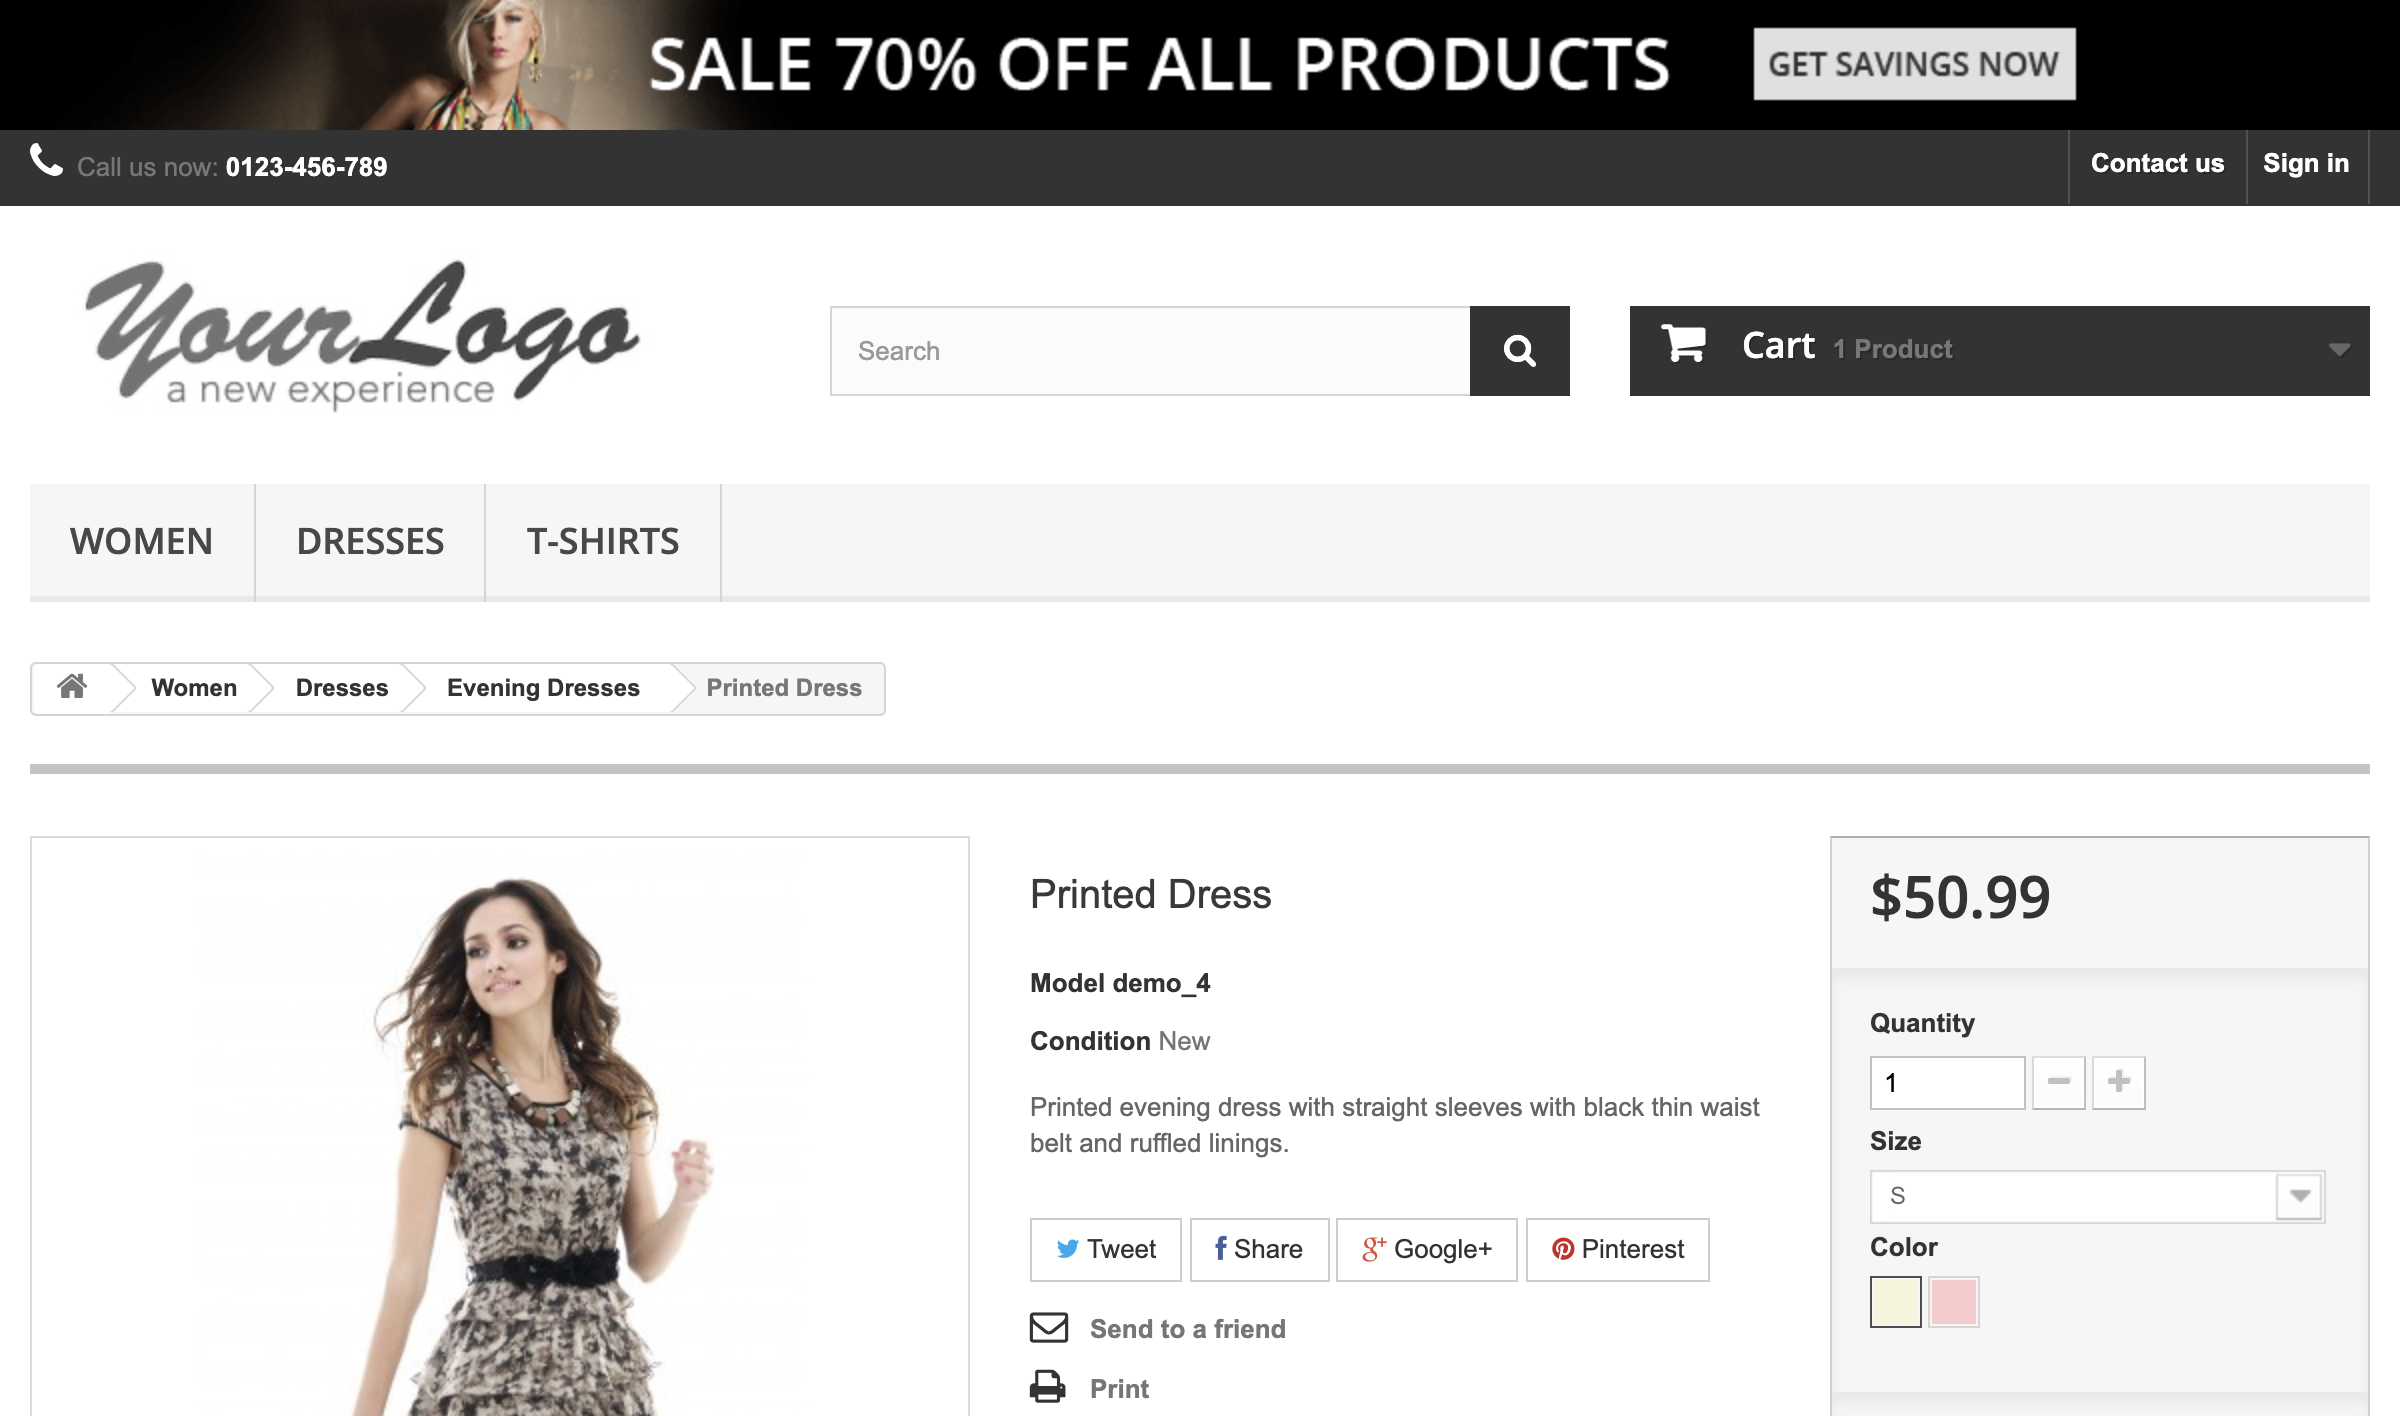 SALE 70% OFF ALL PRODUCTS
GET SAVINGS NOW
Call us now: 0123-456-789
Contact us
Sign in
YourLogo
a new experience
Search
Cart 1 Product
WOMEN
DRESSES
T-SHIRTS
Women
Dresses
Evening Dresses
Printed Dress
Printed Dress
Model demo_4
Condition New
Printed evening dress with straight sleeves with black thin waist
belt and ruffled linings.
Tweet
Share
Google+
Pinterest
Send to a friend
Print
$50.99
Quantity
1
Size
S
Color